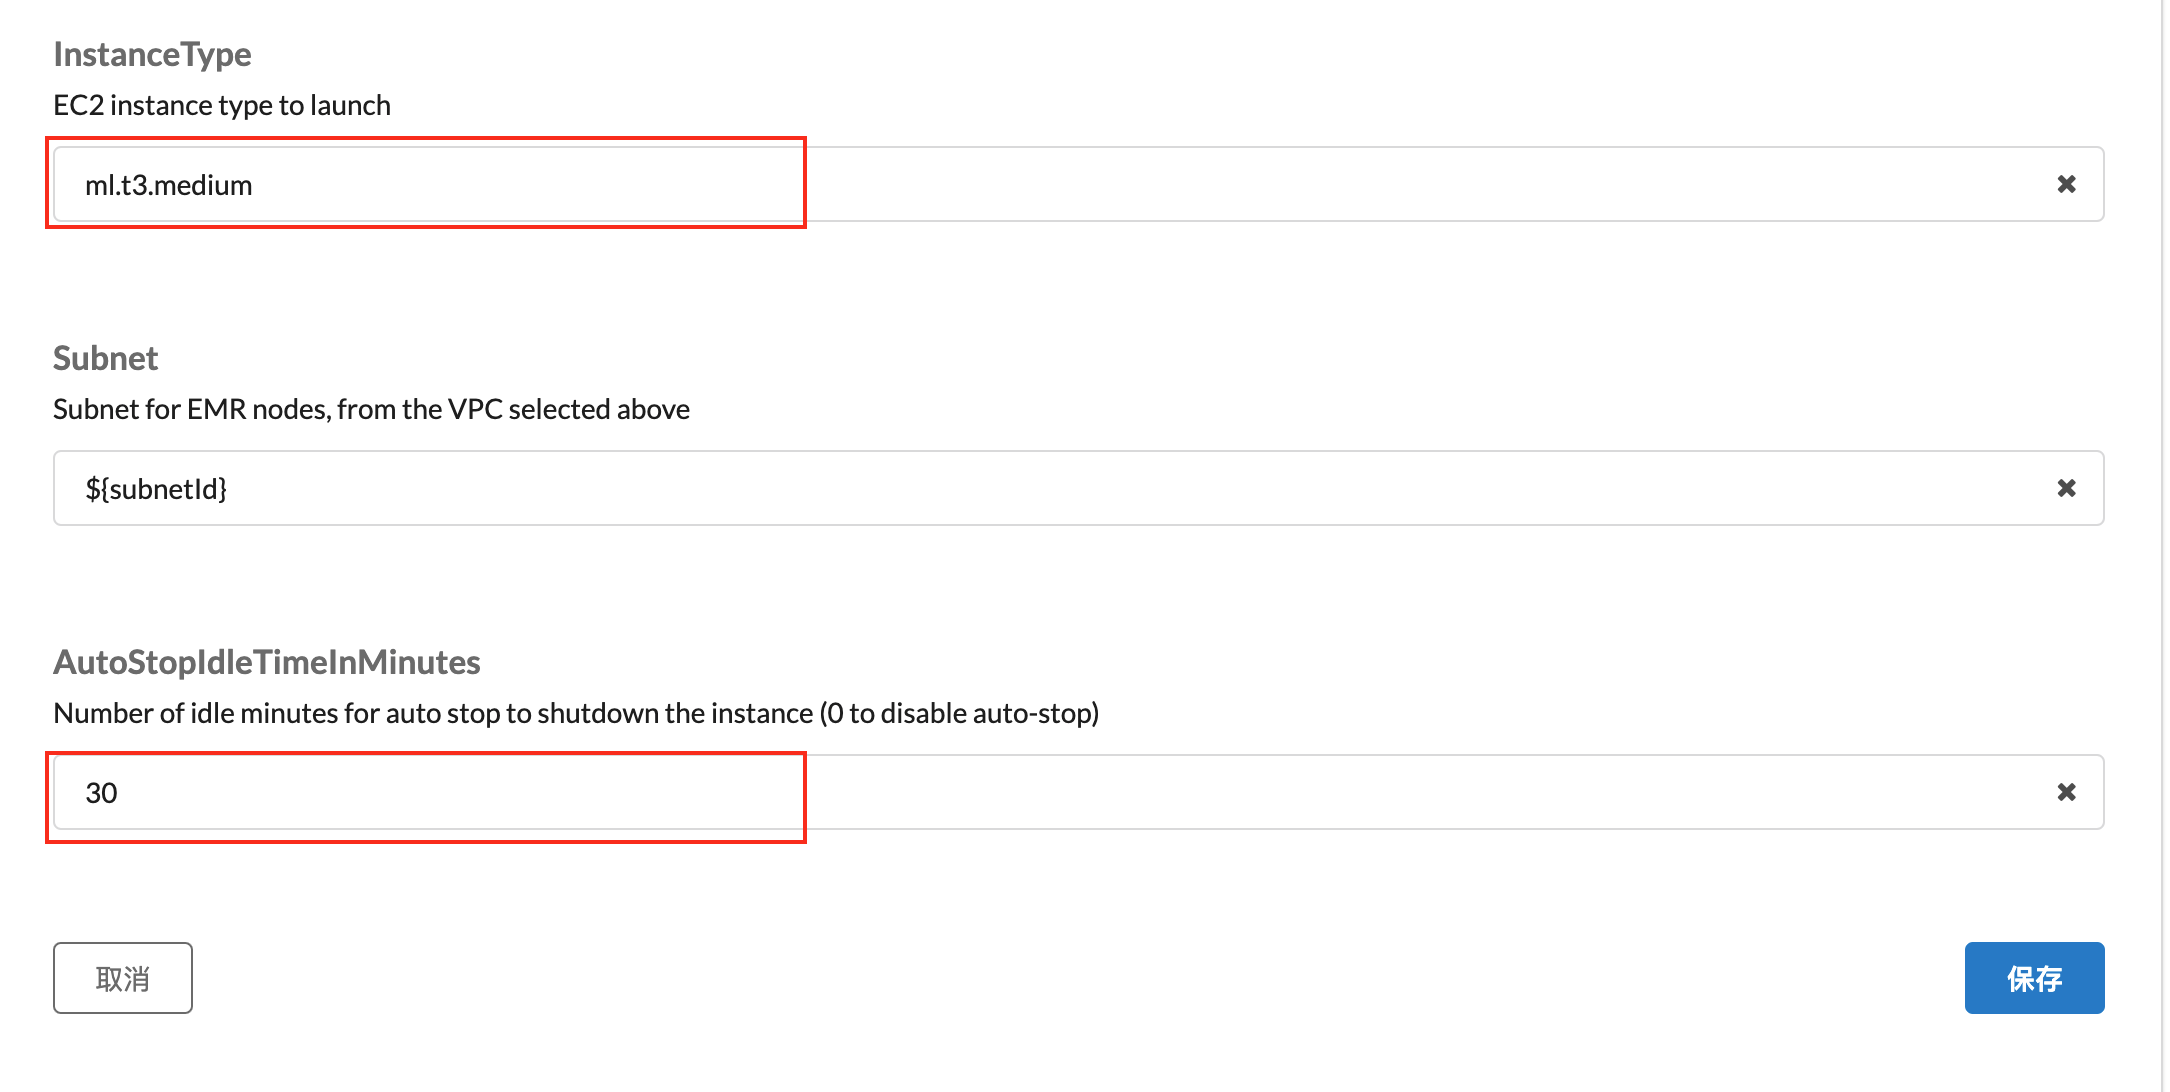 InstanceType
EC2 instance type to launch
ml.t3.medium
Subnet
Subnet for EMR nodes, from the VPC selected above
${subnetId}
AutoStopIdleTimeInMinutes
Number of idle minutes for auto stop to shutdown the instance (0 to disable auto-stop)
30
取消
保存